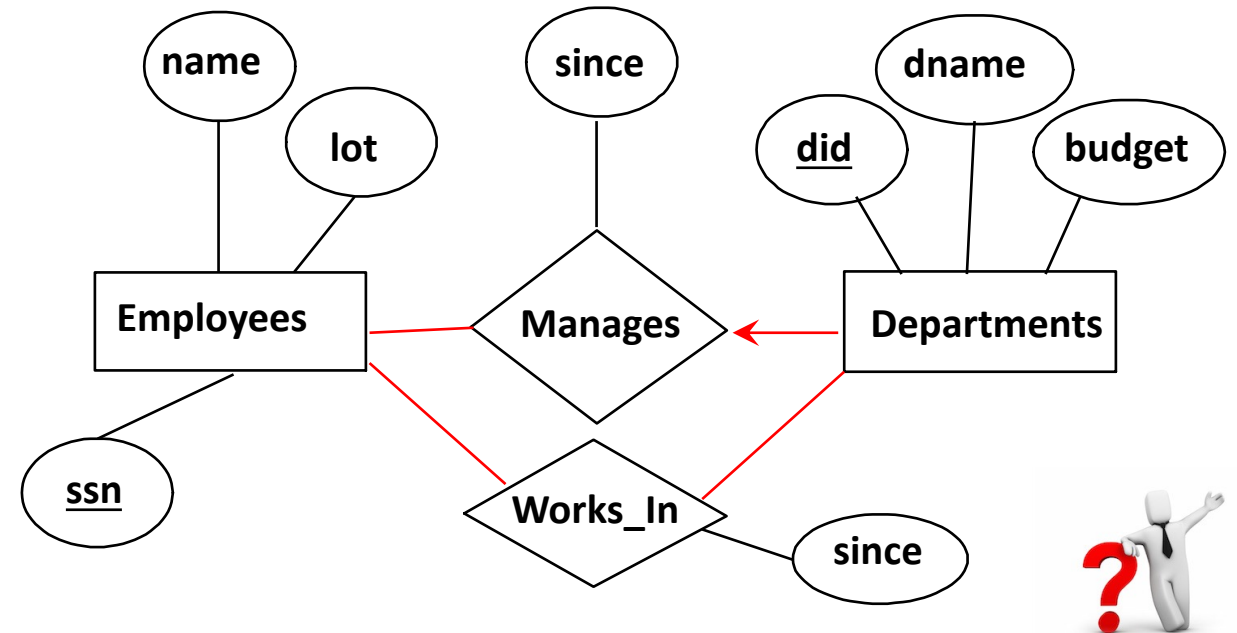 name
since
dname
lot
did
budget
Employees
Manages
Departments
ssn
Works_In
since
?